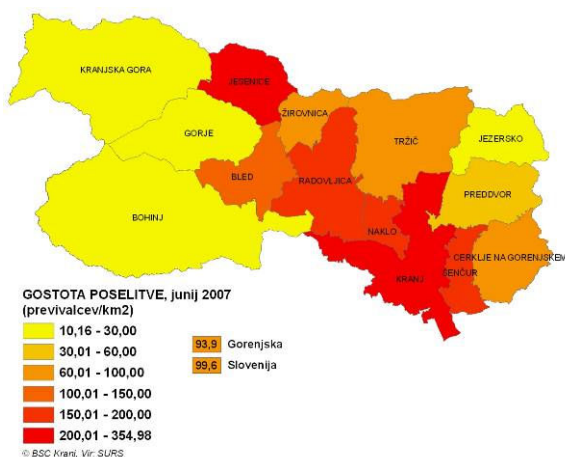 KRANJSKA GORA
JESENICE
ŽIROVNICA
GORJE
TRŽIČ
JEZERSKO
BLED
RADOVLJICA
PREDDVOR
BOHINJ
NAKLO
CERKLJE NA GORENJSKEM
KRANJ
ŠENČUR
GOSTOTA POSELITVE, junij 2007
(previvalcev/km2)
10,16 - 30,00
30,01 - 60,00
60,01 - 100,00
100,01 - 150,00
150,01 - 200,00
200,01 - 354,98
93,9 Gorenjska
99,6 Slovenija
© BSC Kranj, Vir: SURS